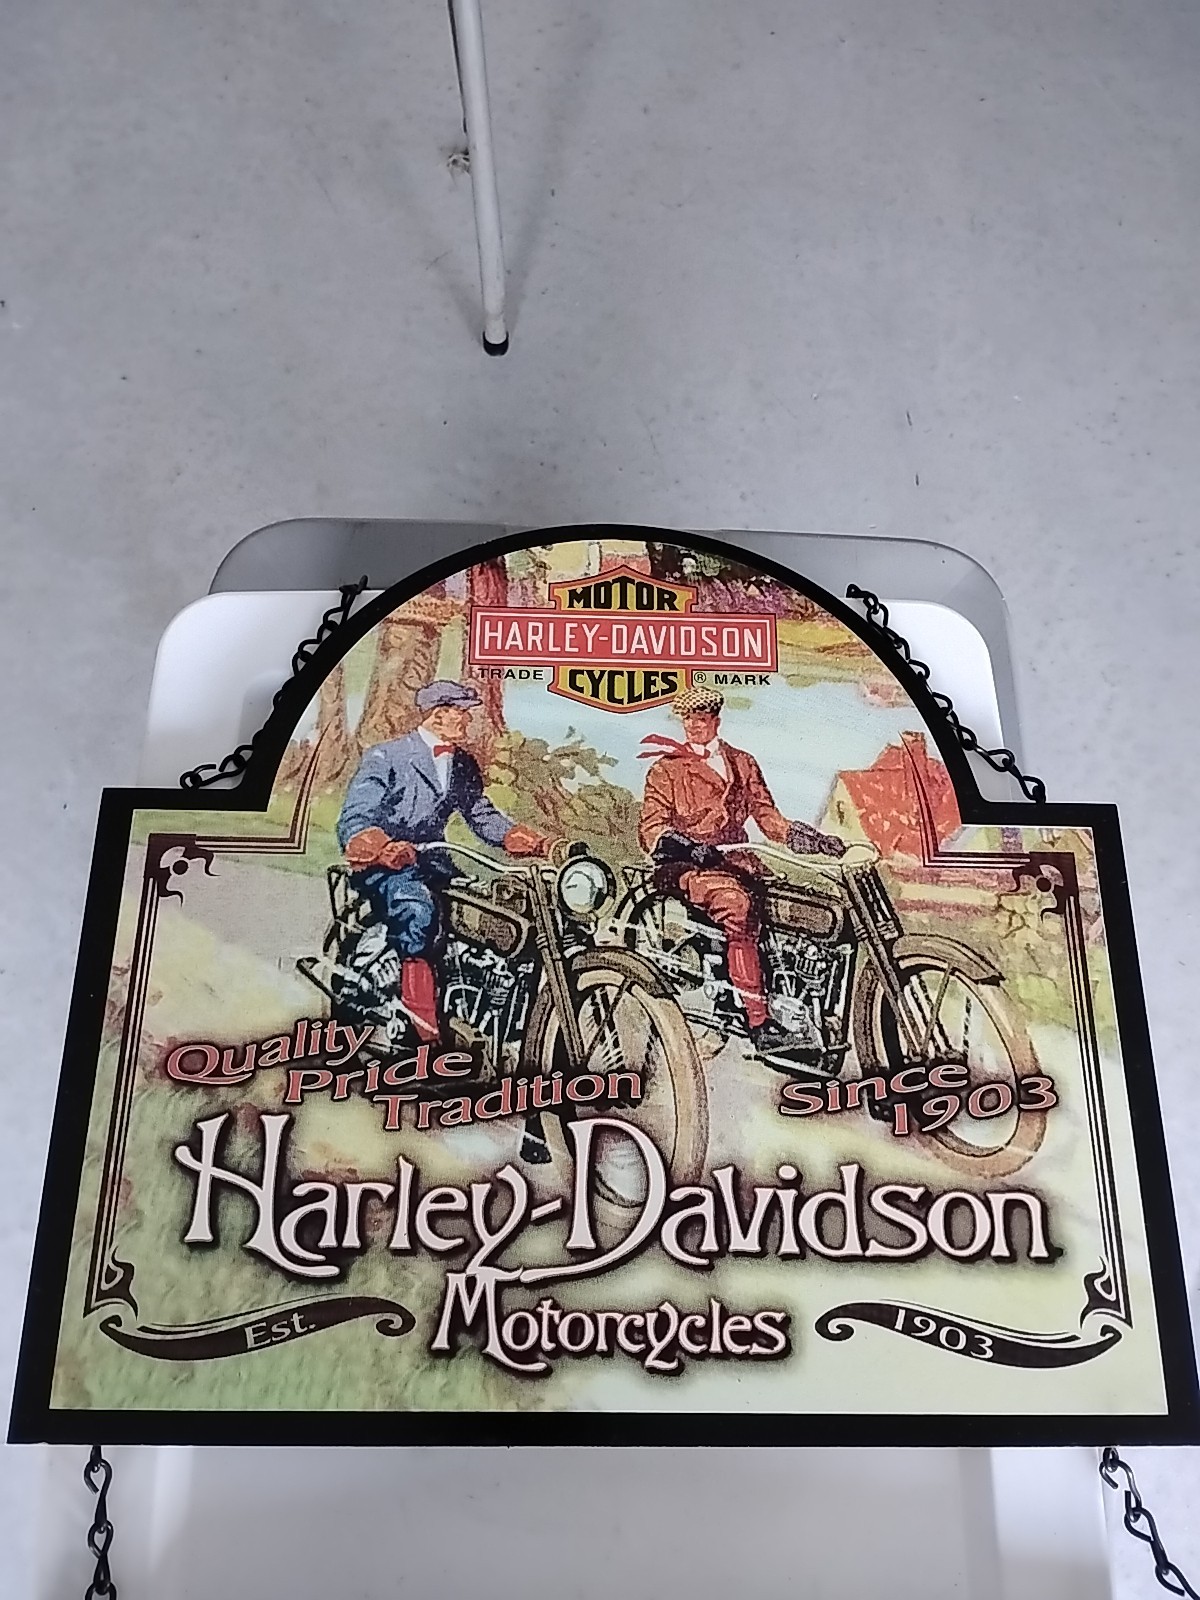 MOTOR
HARLEY-DAVIDSON
TRADE CYCLES ® MARK
Quality
Pride
Tradition
Since
1903
Harley-Davidson
Motorcycles
Est.
1903